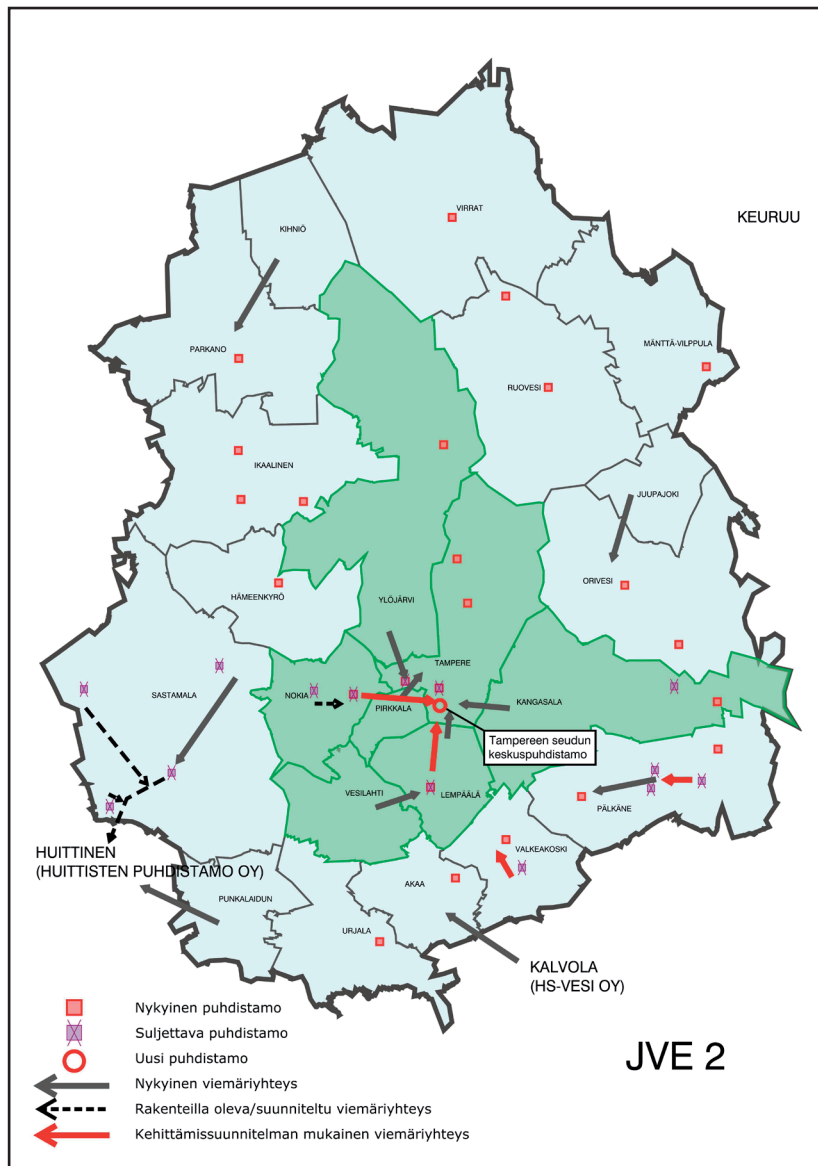 VIRRAT
KEURUU
KIHNIÖ
PARKANO
MÄNTTÄ-VILPPULA
RUOVESI
IKAALINEN
JUUPAJOKI
ORIVESI
HÄMEENKYRÖ
YLÖJÄRVI
TAMPERE
SASTAMALA
NOKIA
PIRKKALA
KANGASALA
Tampereen seudun
keskuspuhdistamo
VESILAHTI
LEMPÄÄLÄ
PÄLKÄNE
HUITTINEN
(HUITTISTEN PUHDISTAMO OY)
VALKEAKOSKI
AKAA
PUNKALAIDUN
URJALA
KALVOLA
(HS-VESI OY)
Nykyinen puhdistamo
Suljettava puhdistamo
Uusi puhdistamo
Nykyinen viemäriyhteys
Rakenteilla oleva/suunniteltu viemäriyhteys
Kehittämissuunnitelman mukainen viemäriyhteys
JVE 2